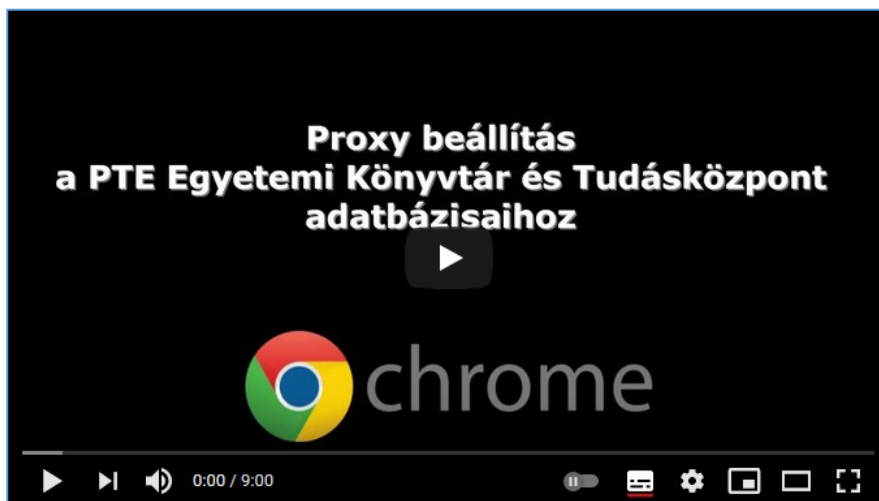 Proxy beállítás
a PTE Egyetemi Könyvtár és Tudásközpont
adatbázisaihoz
chrome
0:00 / 9:00